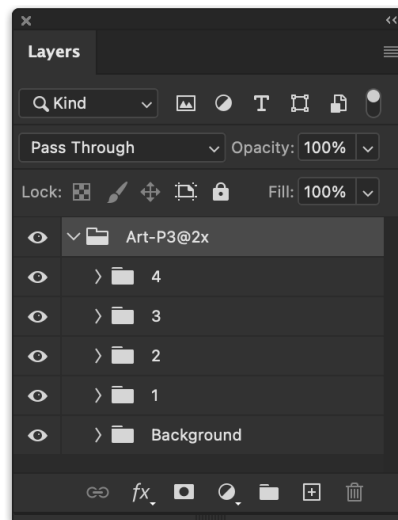 Layers
Kind
Pass Through Opacity: 100%
Lock: Fill: 100%
Art-P3@2x
4
3
2
1
Background
fx